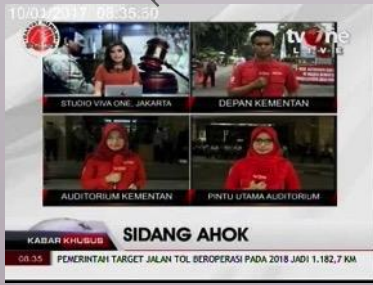 10/01/2017 08:35:50
tvOne
LIVE
STUDIO VIVA ONE, JAKARTA
DEPAN KEMENTAN
AUDITORIUM KEMENTAN
PINTU UTAMA AUDITORIUM
SIDANG AHOK
KABAR KHUSUS
08:35
PEMERINTAH TARGET JALAN TOL BEROPERASI PADA 2018 JADI 1.182,7 KM